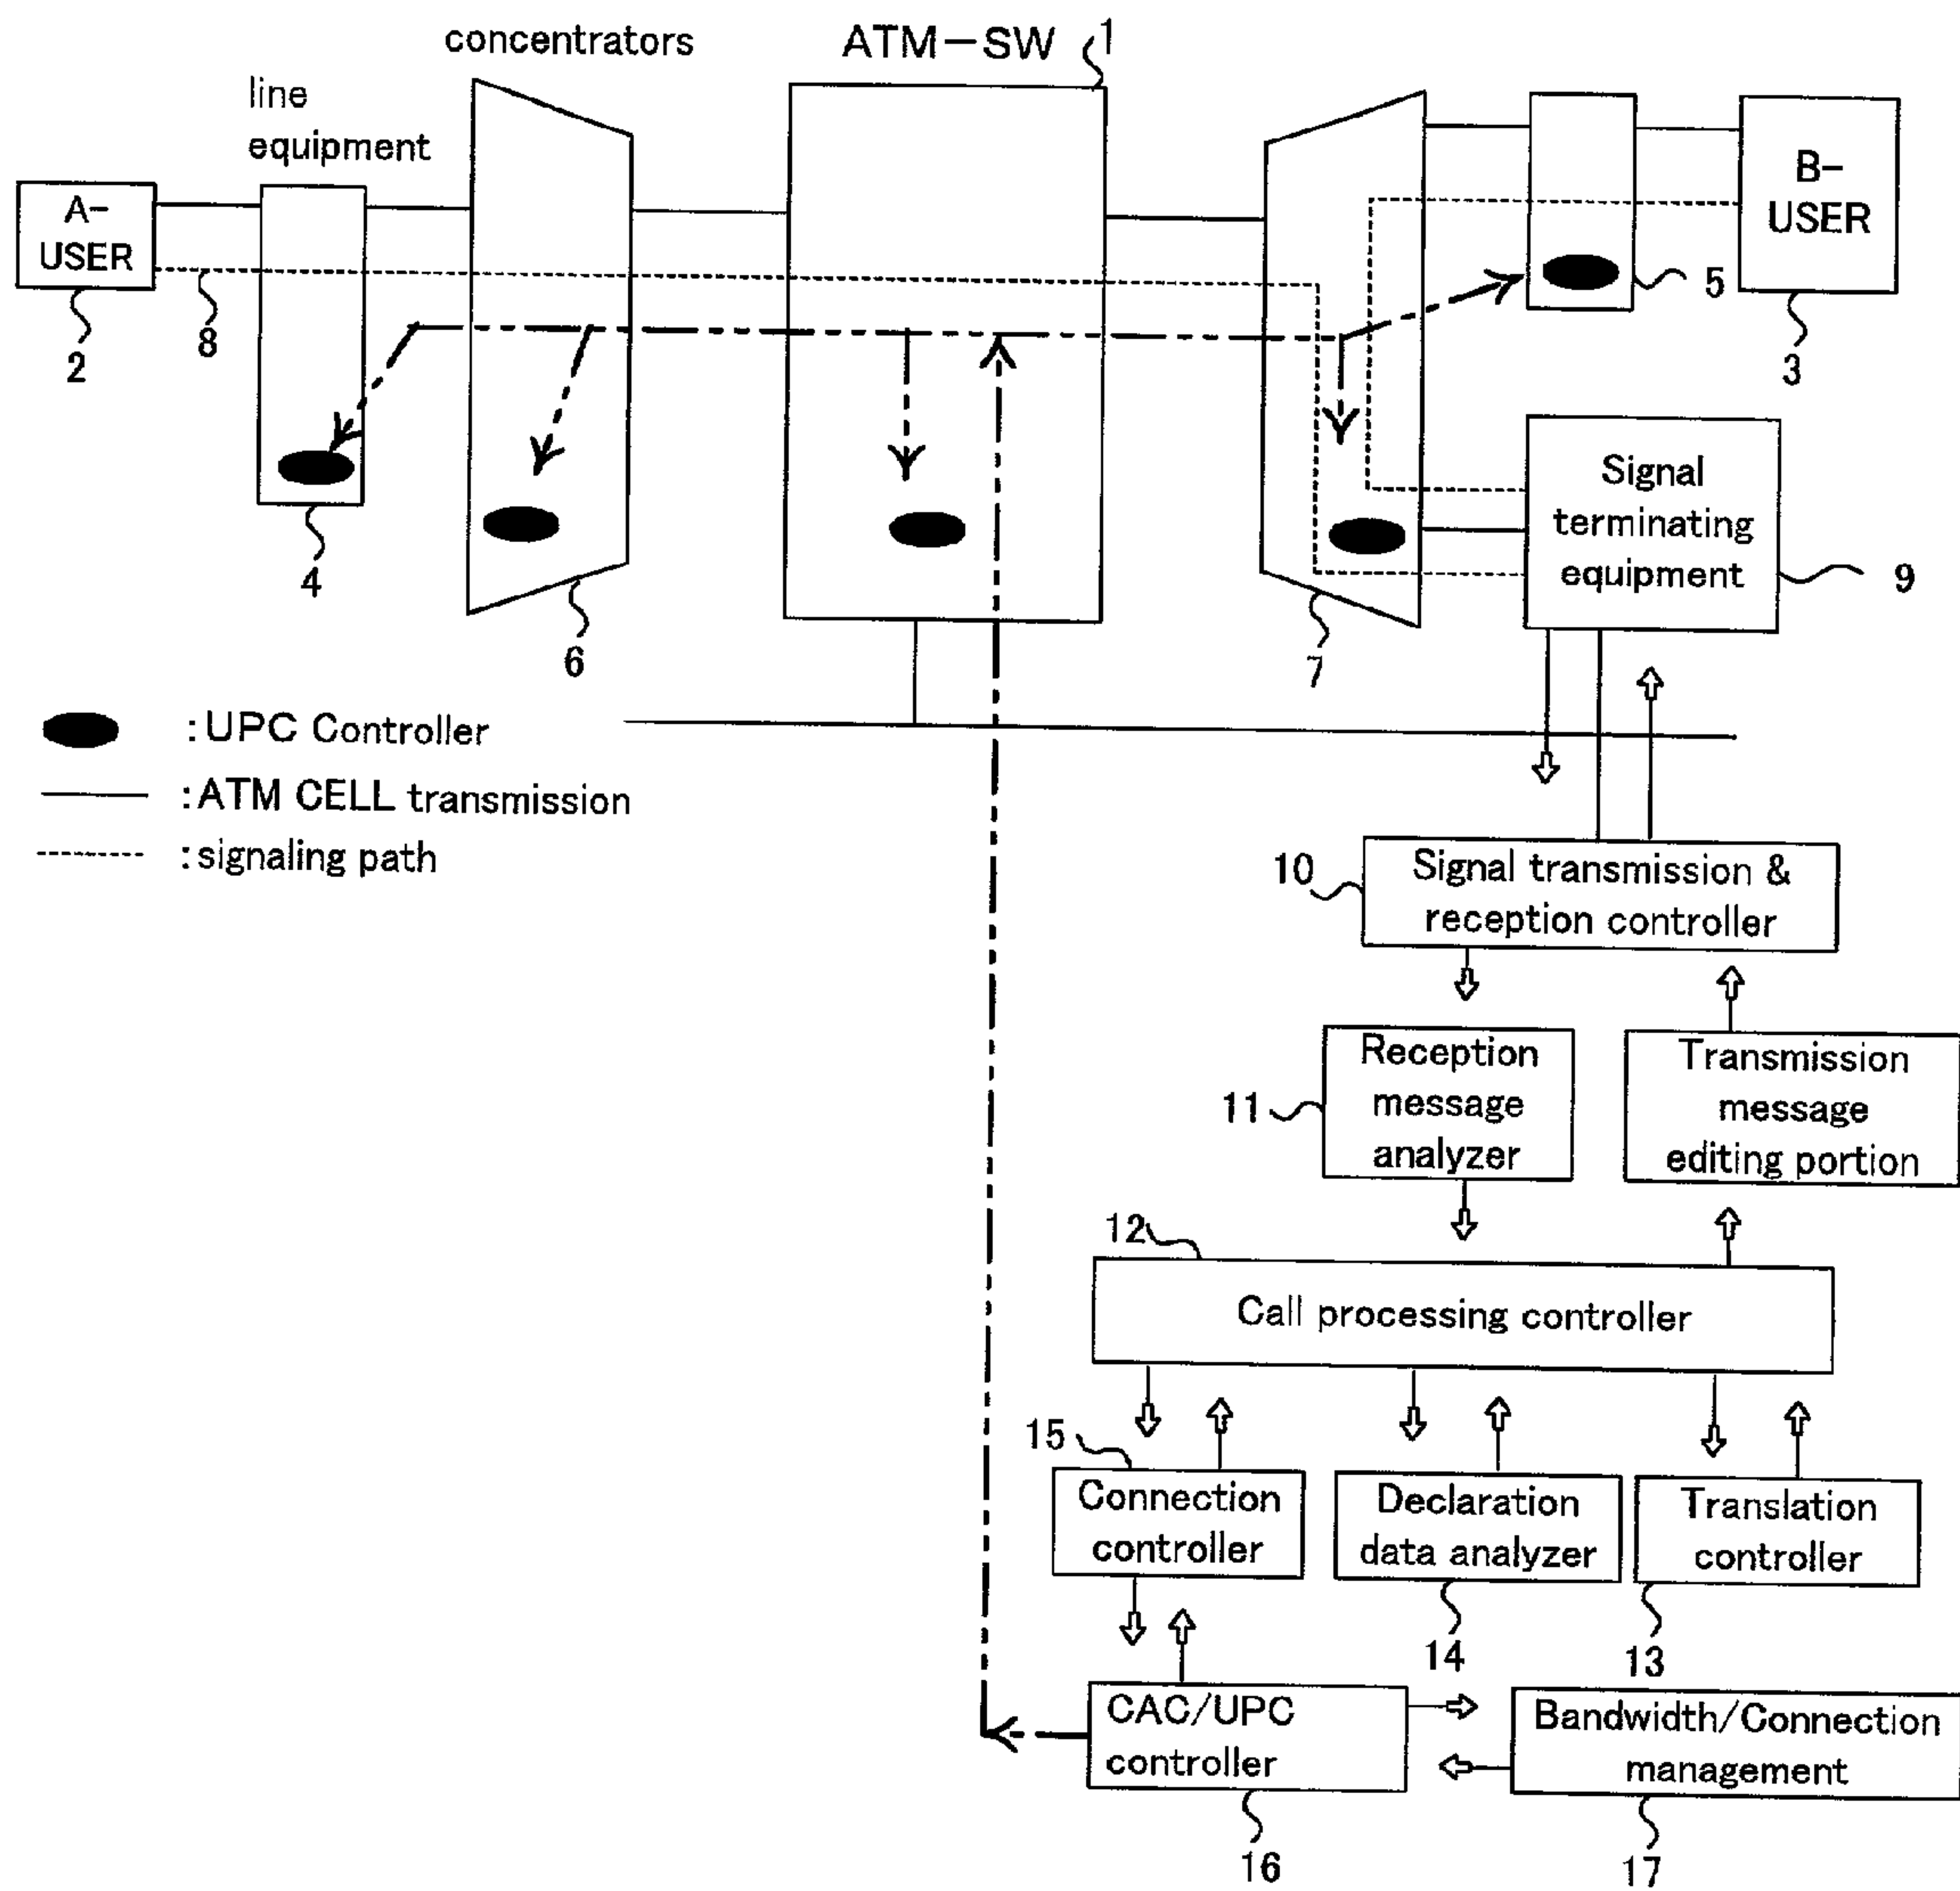 concentrators
ATM-SW
1
line
equipment
A-
USER
B-
USER
8
2
5
3
4
6
7
Signal
terminating
equipment
9
:UPC Controller
:ATM CELL transmission
:signaling path
10
Signal transmission &
reception controller
11
Reception
message
analyzer
Transmission
message
editing portion
12
Call processing controller
15
Connection
controller
Declaration
data analyzer
Translation
controller
14
13
CAC/UPC
controller
Bandwidth/Connection
management
16
17